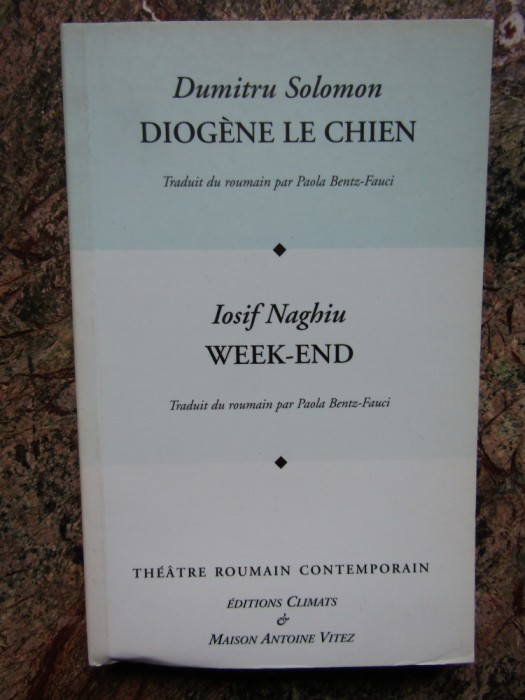 Dumitru Solomon
DIOGÈNE LE CHIEN
Traduit du roumain par Paola Bentz-Fauci
Iosif Naghiu
WEEK-END
Traduit du roumain par Paola Bentz-Fauci
THÉÂTRE ROUMAIN CONTEMPORAIN
ÉDITIONS CLIMATS
&
MAISON ANTOINE VITEZ